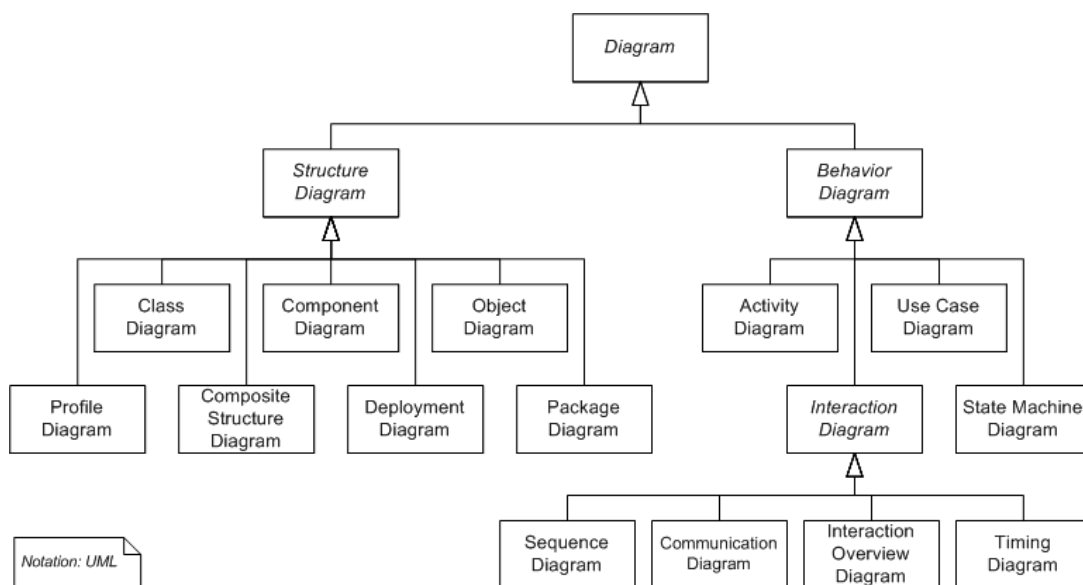 Diagram
Structure
Diagram
Behavior
Diagram
Class
Diagram
Component
Diagram
Object
Diagram
Activity
Diagram
Use Case
Diagram
Profile
Diagram
Composite
Structure
Diagram
Deployment
Diagram
Package
Diagram
Interaction
Diagram
State Machine
Diagram
Sequence
Diagram
Communication
Diagram
Interaction
Overview
Diagram
Timing
Diagram
Notation: UML